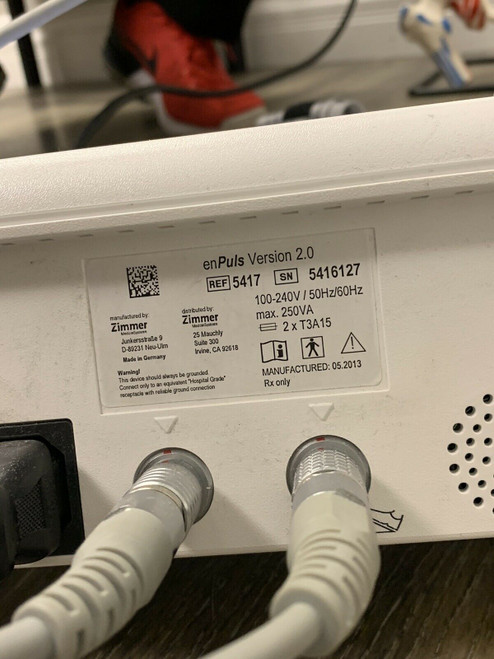 enPuls Version 2.0
REF 5417 SN 5416127
100-240V / 50Hz/60Hz
max. 250VA
2 x T3A15
manufactured by:
Zimmer
MedizinSysteme
Junkersstraße 9
D-89231 Neu-Ulm
Made in Germany
distributed by:
Zimmer
MedizinSysteme
25 Mauchly
Suite 300
Irvine, CA 92618
Warning!
This device should always be grounded.
Connect only to an equivalent "Hospital Grade"
receptacle with reliable ground connection
MANUFACTURED: 05.2013
Rx only